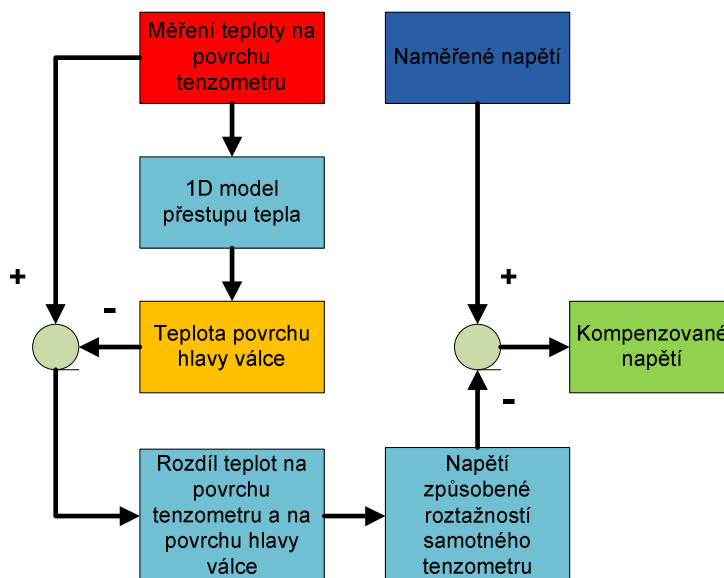 Měření teploty na
povrchu
tenzometru
Naměřené napětí
1D model
přestupu tepla
+
-
+
Teplota povrchu
hlavy válce
Kompenzované
napětí
-
Rozdíl teplot na
povrchu
tenzometru a na
povrchu hlavy
válce
Napětí
způsobené
roztažností
samotného
tenzometru